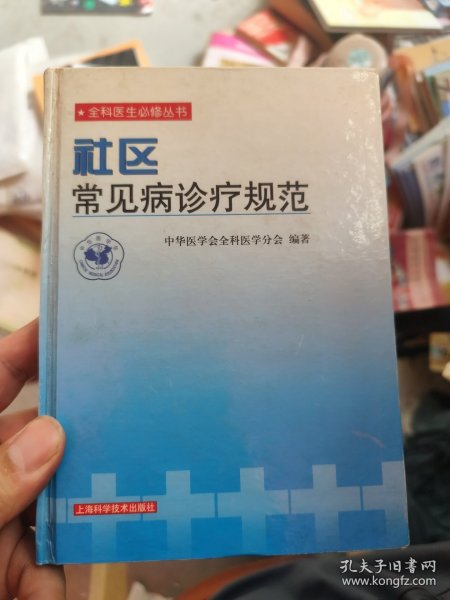 ★全科医生必修丛书
社区
常见病诊疗规范
中华医学会全科医学分会 编著
上海科学技术出版社
孔夫子旧书网
www.kongfz.com